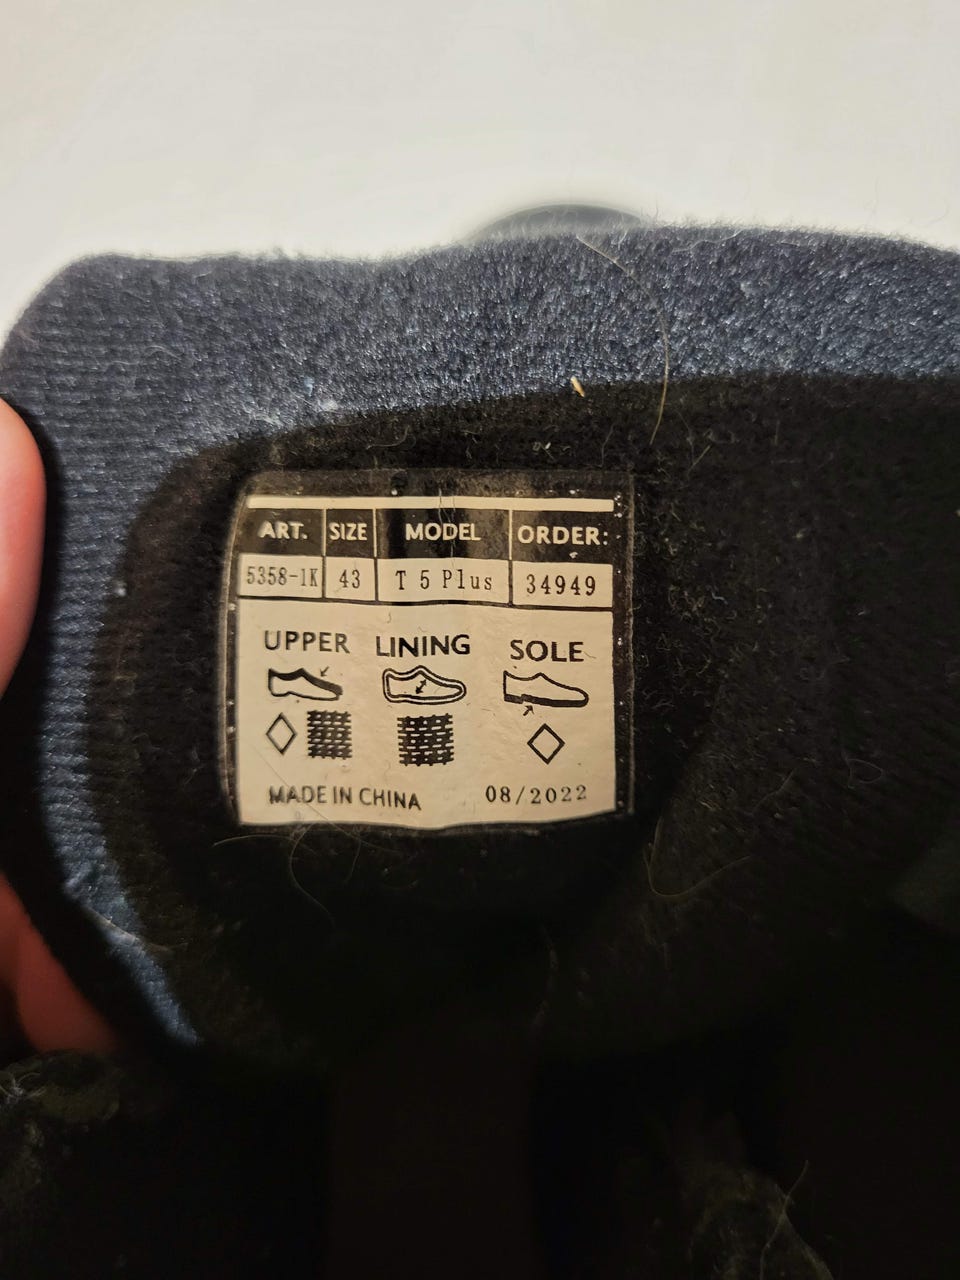 ART. SIZE MODEL ORDER:
5358-1K 43 T 5 Plus 34949
UPPER LINING SOLE
MADE IN CHINA 08/2022